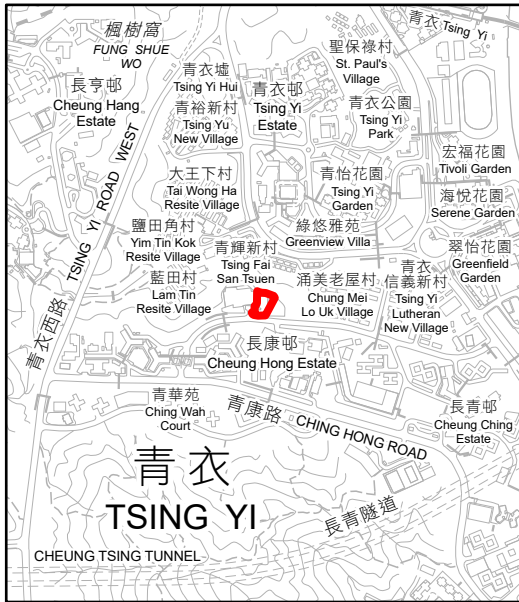 楓樹窩
FUNG SHUE
WO
長亨邨
Cheung Hang
Estate
青衣墟
Tsing Yi Hui
青裕新村
Tsing Yu
New Village
青衣邨
Tsing Yi
Estate
聖保祿村
St. Paul's
Village
青衣 Tsing Yi
青衣公園
Tsing Yi
Park
宏福花園
Tivoli Garden
海悅花園
Serene Garden
大王下村
Tai Wong Ha
Resite Village
青怡花園
Tsing Yi
Garden
鹽田角村
Yim Tin Kok
Resite Village
綠悠雅苑
Greenview Villa
翠怡花園
Greenfield
Garden
藍田村
Lam Tin
Resite Village
青輝新村
Tsing Fai
San Tsuen
涌美老屋村
Chung Mei
Lo Uk Village
青衣
信義新村
Tsing Yi
Lutheran
New Village
青衣西路 TSING YI ROAD WEST
長康邨
Cheung Hong Estate
青華苑
Ching Wah
Court
青康路 CHING HONG ROAD
長青邨
Cheung Ching
Estate
青衣
TSING YI
長青隧道
CHEUNG TSING TUNNEL